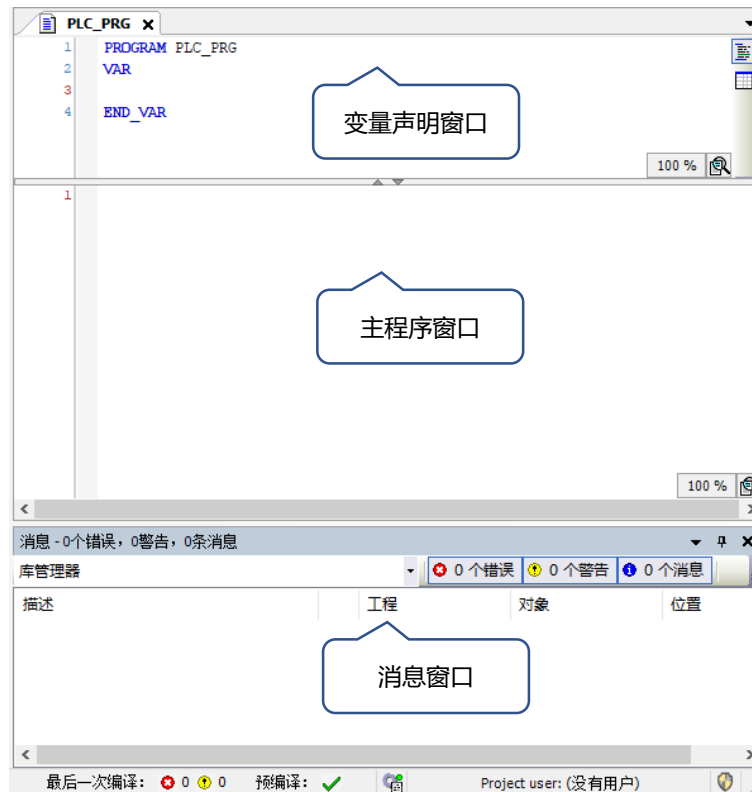 PLC_PRG
1 PROGRAM PLC_PRG
2 VAR
3
4 END_VAR
变量声明窗口
100 %
1
主程序窗口
100 %
消息 - 0个错误，0警告，0条消息
库管理器 0 个错误 0 个警告 0 个消息
描述 工程 对象 位置
消息窗口
最后一次编译： 0 0 预编译： Project user: (没有用户)